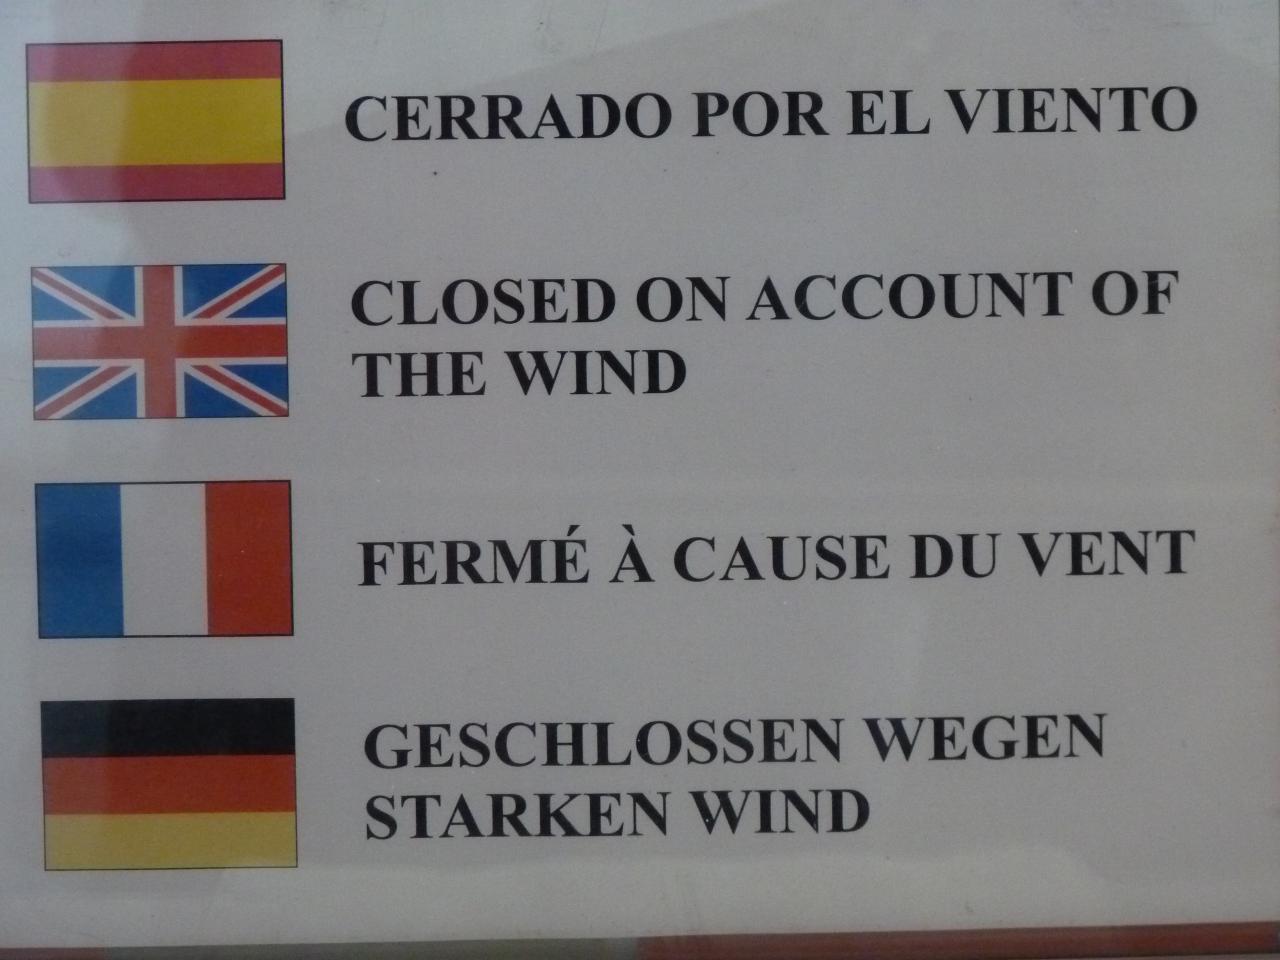 CERRADO POR EL VIENTO
CLOSED ON ACCOUNT OF
THE WIND
FERMÉ À CAUSE DU VENT
GESCHLOSSEN WEGEN
STARKEN WIND